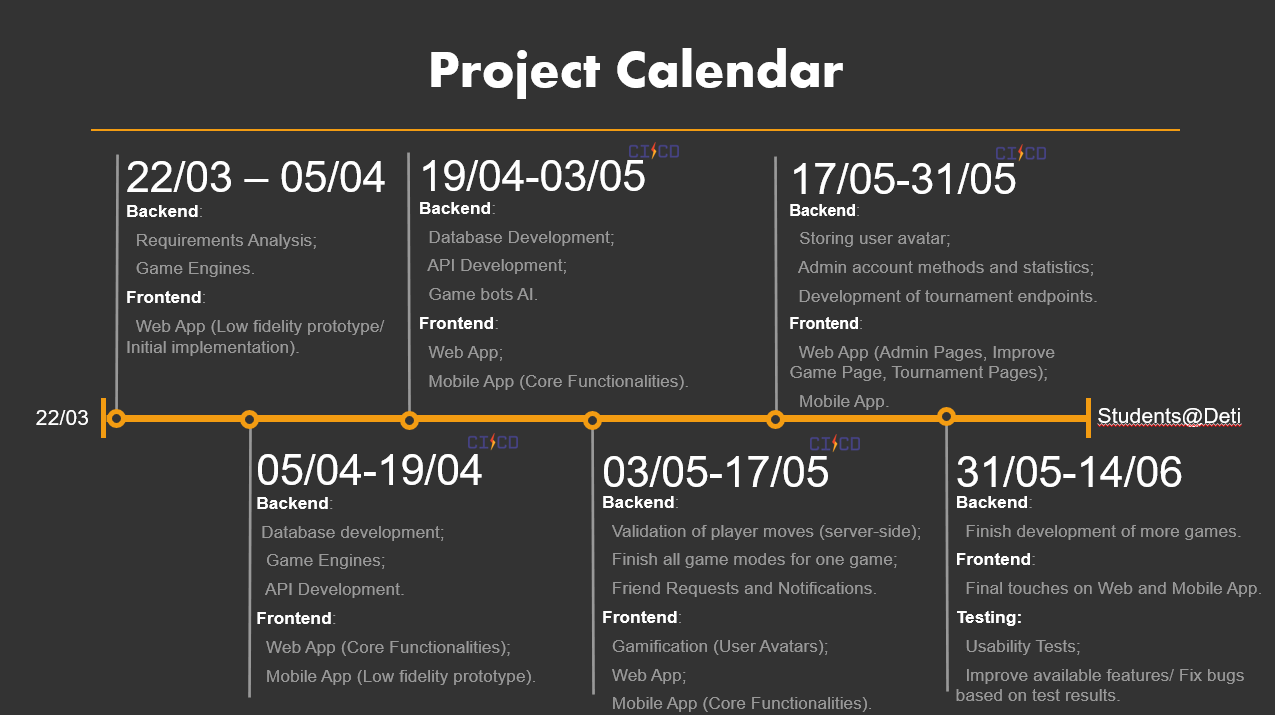 Project Calendar
22/03 – 05/04
Backend:
Requirements Analysis;
Game Engines.
Frontend:
Web App (Low fidelity prototype/
Initial implementation).
CI/CD
19/04-03/05
Backend:
Database Development;
API Development;
Game bots AI.
Frontend:
Web App;
Mobile App (Core Functionalities).
CI/CD
17/05-31/05
Backend:
Storing user avatar;
Admin account methods and statistics;
Development of tournament endpoints.
Frontend:
Web App (Admin Pages, Improve
Game Page, Tournament Pages);
Mobile App.
22/03
Students@Deti
CI/CD
05/04-19/04
Backend:
Database development;
Game Engines;
API Development.
Frontend:
Web App (Core Functionalities);
Mobile App (Low fidelity prototype).
CI/CD
03/05-17/05
Backend:
Validation of player moves (server-side);
Finish all game modes for one game;
Friend Requests and Notifications.
Frontend:
Gamification (User Avatars);
Web App;
Mobile App (Core Functionalities).
31/05-14/06
Backend:
Finish development of more games.
Frontend:
Final touches on Web and Mobile App.
Testing:
Usability Tests;
Improve available features/ Fix bugs
based on test results.